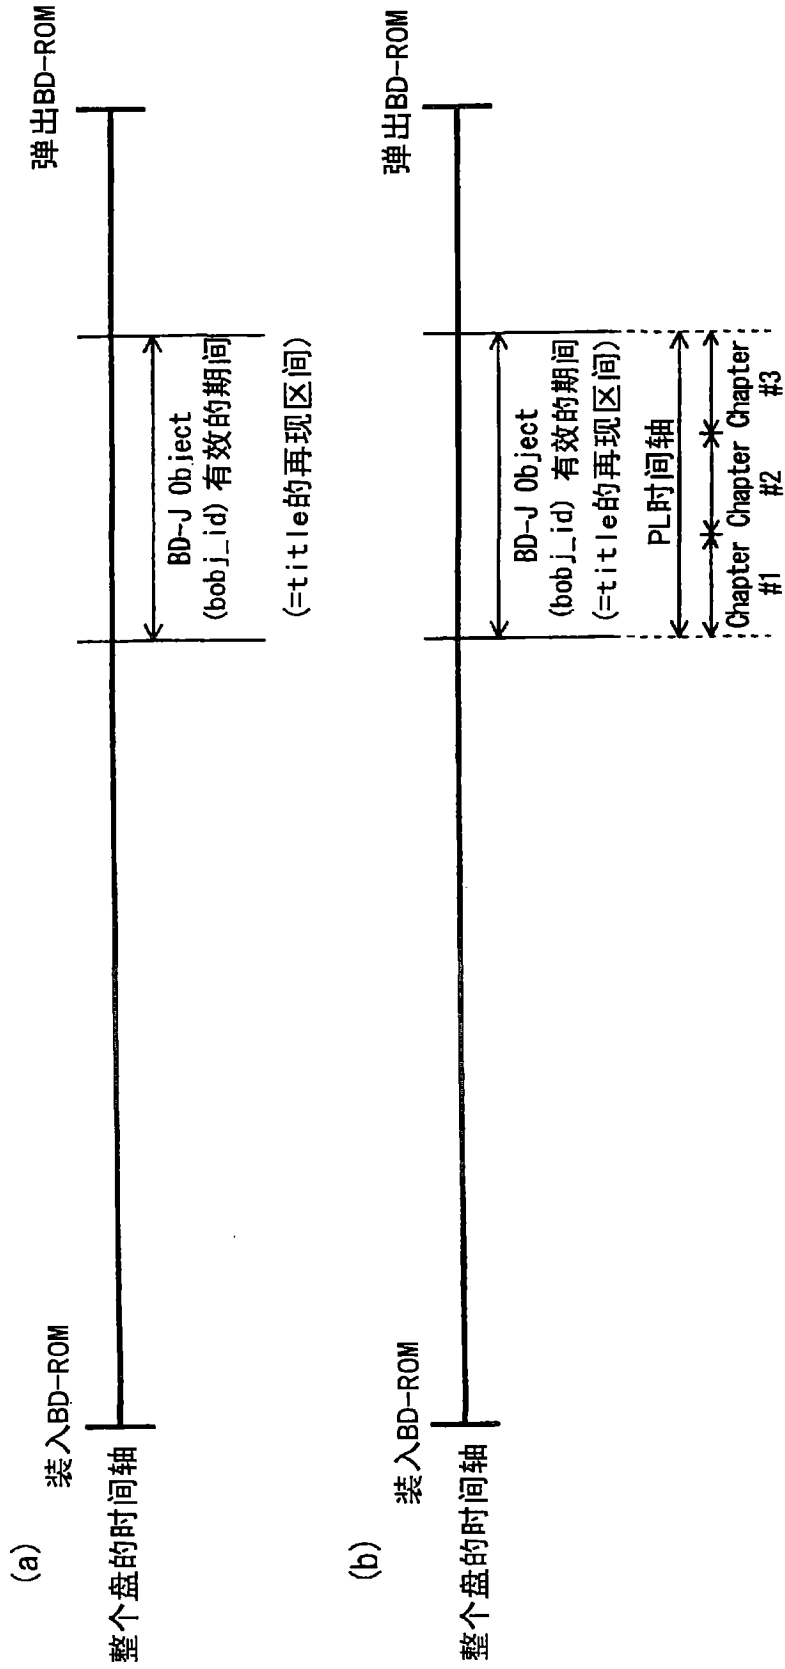 (a)
装入BD-ROM
弹出BD-ROM
整个盘的时间轴
BD-J Object
(bobj_id) 有效的期间
(=title的再现区间)
(b)
装入BD-ROM
弹出BD-ROM
整个盘的时间轴
BD-J Object
(bobj_id) 有效的期间
(=title的再现区间)
PL时间轴
Chapter Chapter Chapter
#1 #2 #3